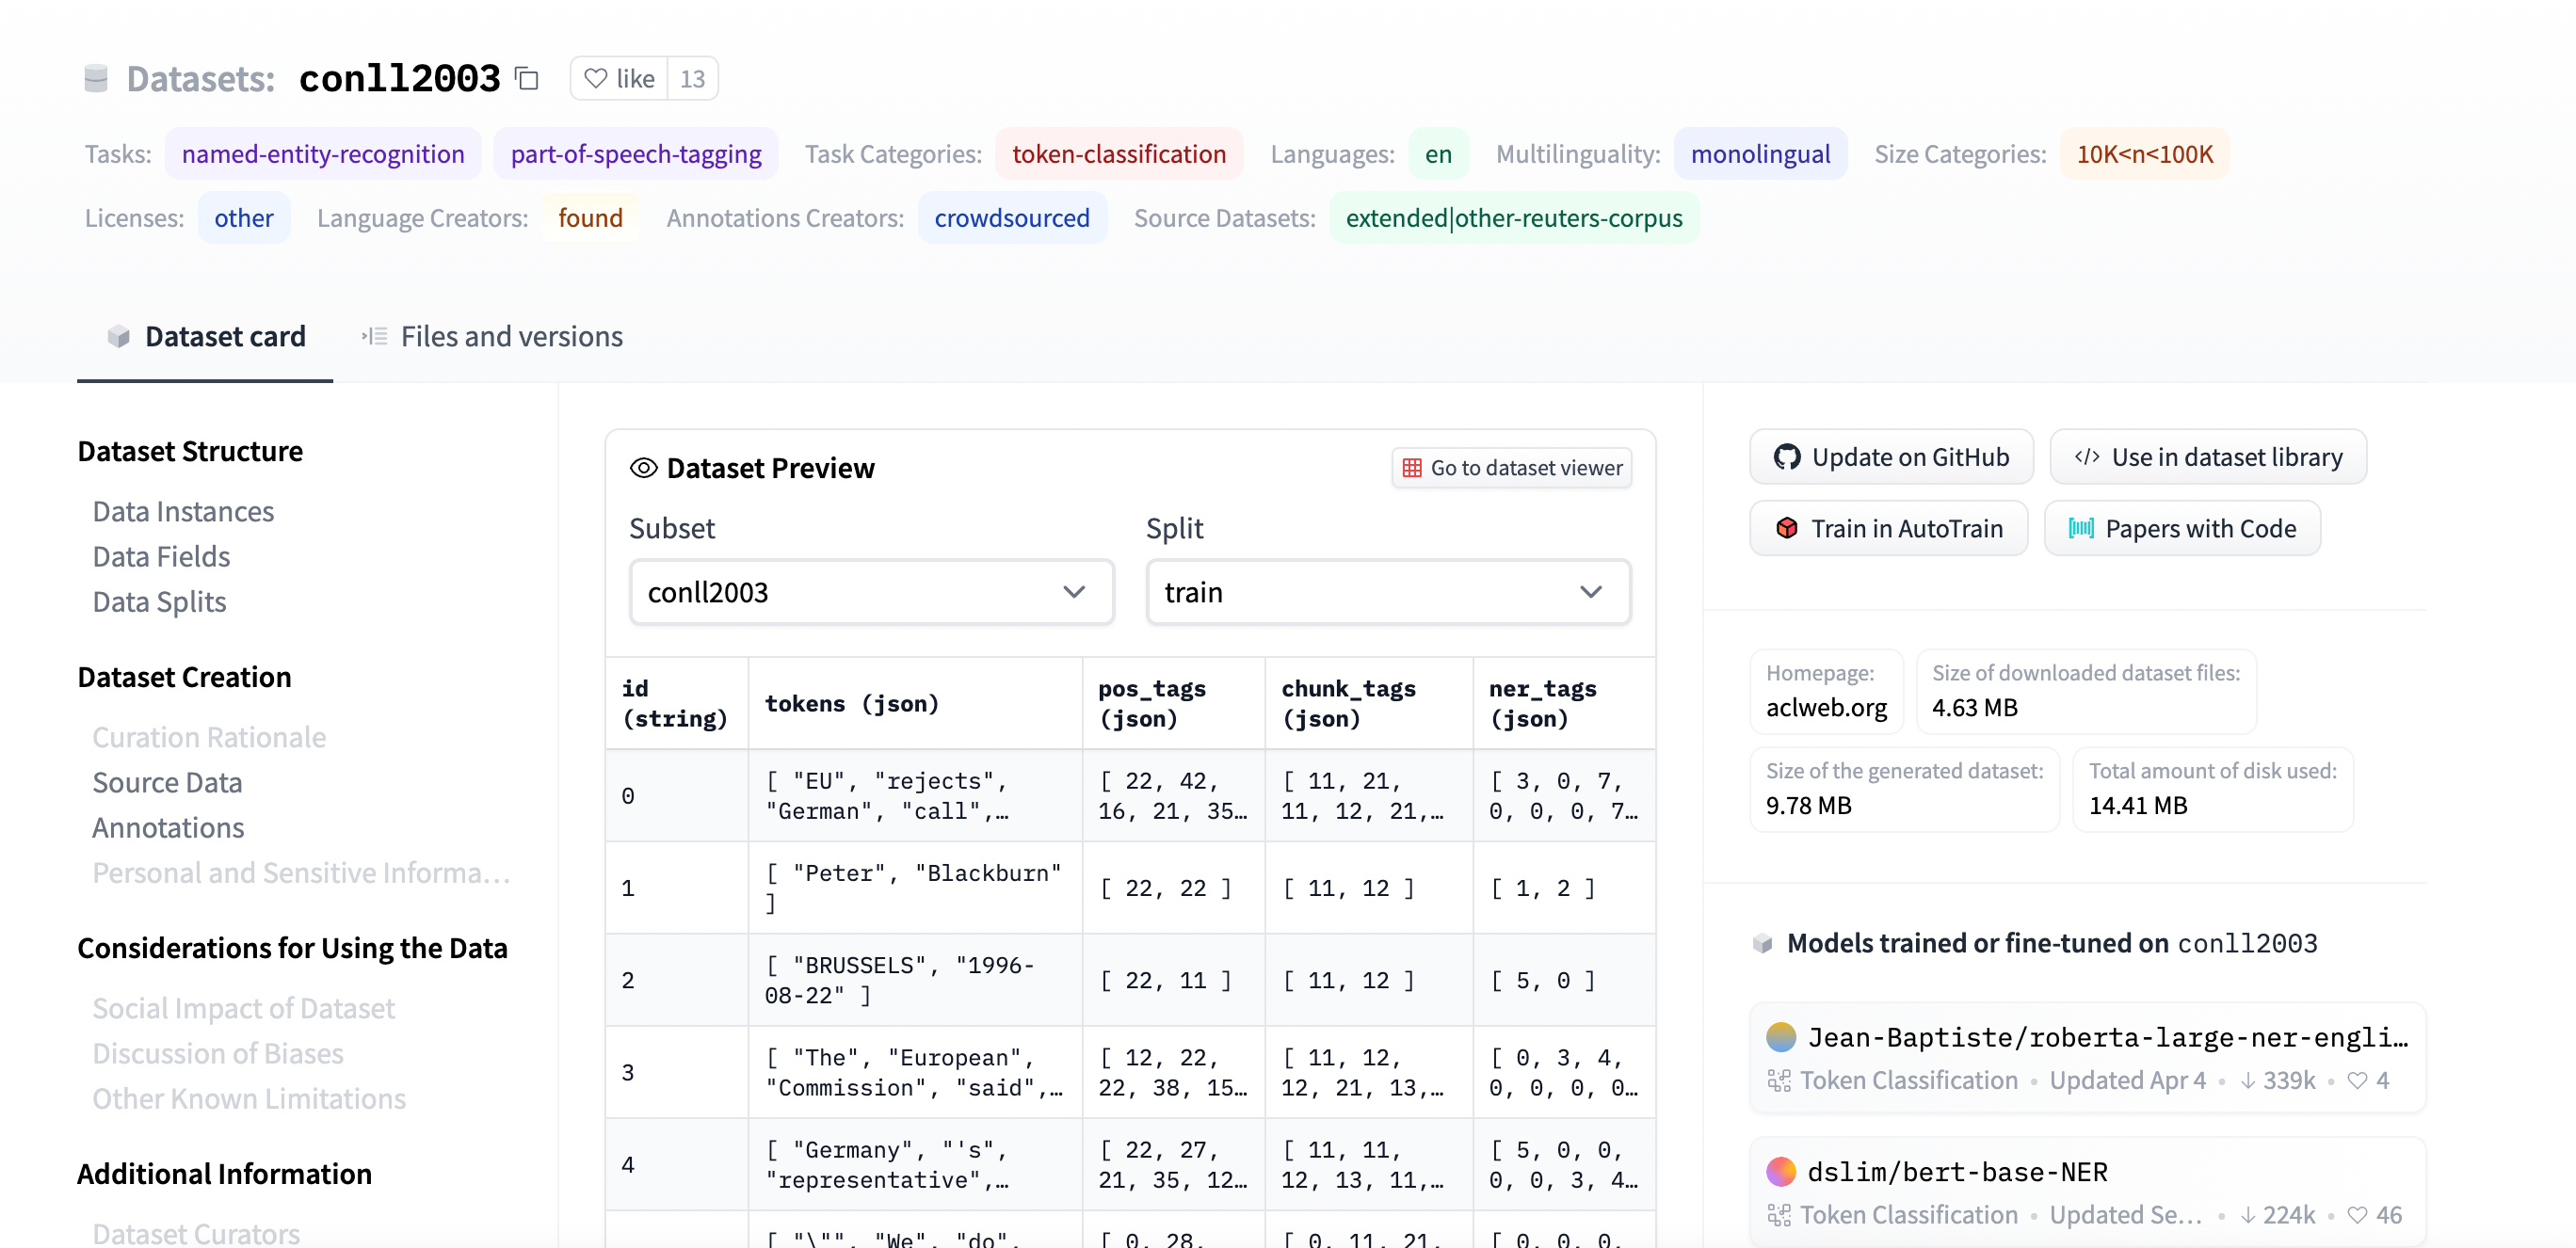 Datasets: conll2003 like 13
Tasks: named-entity-recognition part-of-speech-tagging Task Categories: token-classification Languages: en Multilinguality: monolingual Size Categories: 10K<n<100K
Licenses: other Language Creators: found Annotations Creators: crowdsourced Source Datasets: extended|other-reuters-corpus
Dataset card Files and versions
Dataset Structure
Data Instances
Data Fields
Data Splits
Dataset Creation
Curation Rationale
Source Data
Annotations
Personal and Sensitive Informa…
Considerations for Using the Data
Social Impact of Dataset
Discussion of Biases
Other Known Limitations
Additional Information
Dataset Curators
Dataset Preview Go to dataset viewer
Subset Split
conll2003 train
id (string) tokens (json) pos_tags (json) chunk_tags (json) ner_tags (json)
0 [ "EU", "rejects", "German", "call",… [ 22, 42, 16, 21, 35… [ 11, 21, 11, 12, 21,… [ 3, 0, 7, 0, 0, 0, 7…
1 [ "Peter", "Blackburn" ] [ 22, 22 ] [ 11, 12 ] [ 1, 2 ]
2 [ "BRUSSELS", "1996-08-22" ] [ 22, 11 ] [ 11, 12 ] [ 5, 0 ]
3 [ "The", "European", "Commission", "said",… [ 12, 22, 22, 38, 15… [ 11, 12, 12, 21, 13,… [ 0, 3, 4, 0, 0, 0, 0…
4 [ "Germany", "'s", "representative",… [ 22, 27, 21, 35, 12… [ 11, 11, 12, 13, 11,… [ 5, 0, 0, 0, 0, 3, 4…
[ "\"", "We", "do", [ 0, 28, [ 0, 11, 21, [ 0, 0, 0,
Update on GitHub Use in dataset library
Train in AutoTrain Papers with Code
Homepage: Size of downloaded dataset files:
aclweb.org 4.63 MB
Size of the generated dataset: Total amount of disk used:
9.78 MB 14.41 MB
Models trained or fine-tuned on conll2003
Jean-Baptiste/roberta-large-ner-engli…
Token Classification • Updated Apr 4 • ↓ 339k • 4
dslim/bert-base-NER
Token Classification • Updated Se… • ↓ 224k • 46